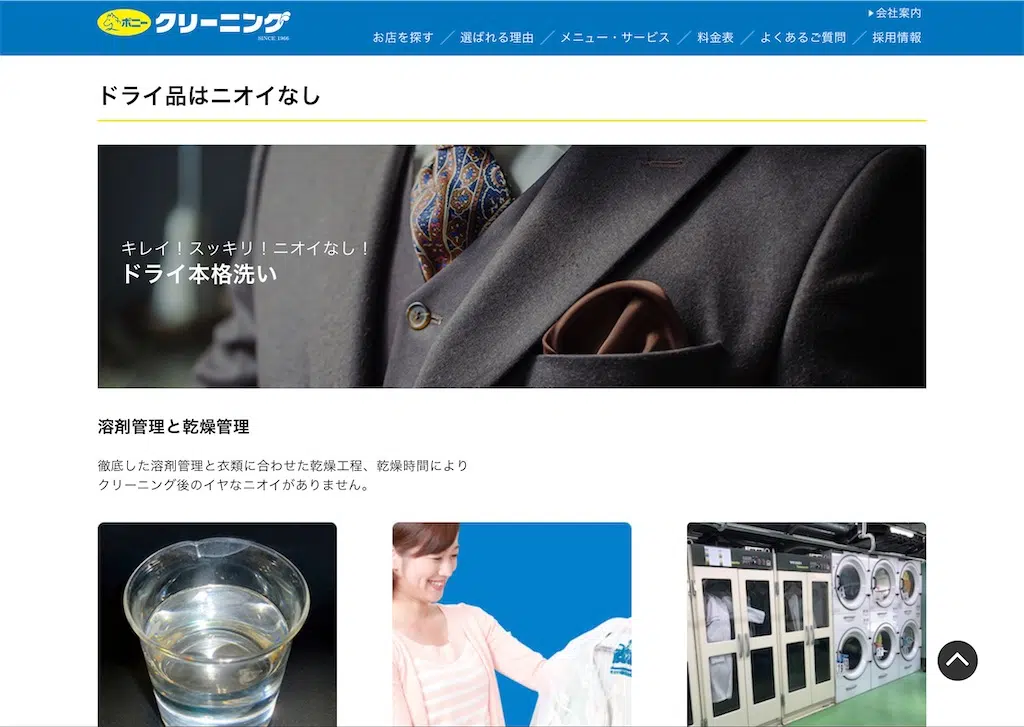 ポニー クリーニング
SINCE 1966
会社案内
お店を探す ／ 選ばれる理由 ／ メニュー・サービス ／ 料金表 ／ よくあるご質問 ／ 採用情報
ドライ品はニオイなし
キレイ！スッキリ！ニオイなし！
ドライ本格洗い
溶剤管理と乾燥管理
徹底した溶剤管理と衣類に合わせた乾燥工程、乾燥時間により
クリーニング後のイヤなニオイがありません。